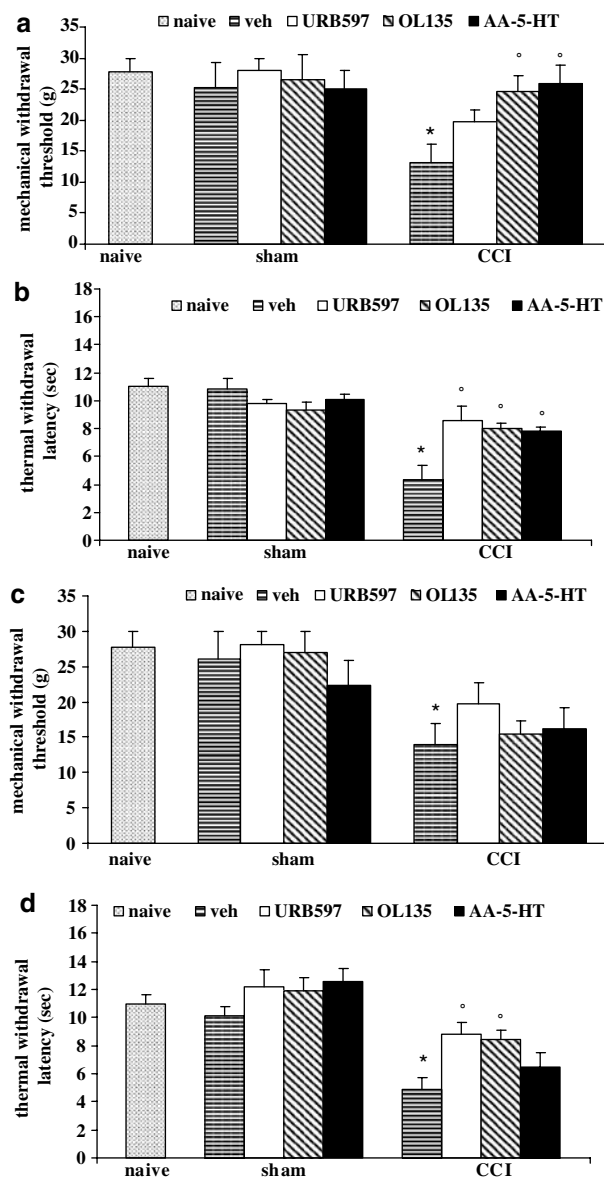 a
naive veh URB597 OL135 AA-5-HT
mechanical withdrawal
threshold (g)
35
30
25
20
15
10
5
0
naive sham CCI
*
°
°
b
naive veh URB597 OL135 AA-5-HT
thermal withdrawal
latency (sec)
18
16
14
12
10
8
6
4
2
0
naive sham CCI
*
°
°
°
c
naive veh URB597 OL135 AA-5-HT
mechanical withdrawal
threshold (g)
35
30
25
20
15
10
5
0
naive sham CCI
*
d
naive veh URB597 OL135 AA-5-HT
thermal withdrawal
latency (sec)
18
16
14
12
10
8
6
4
2
0
naive sham CCI
*
°
°